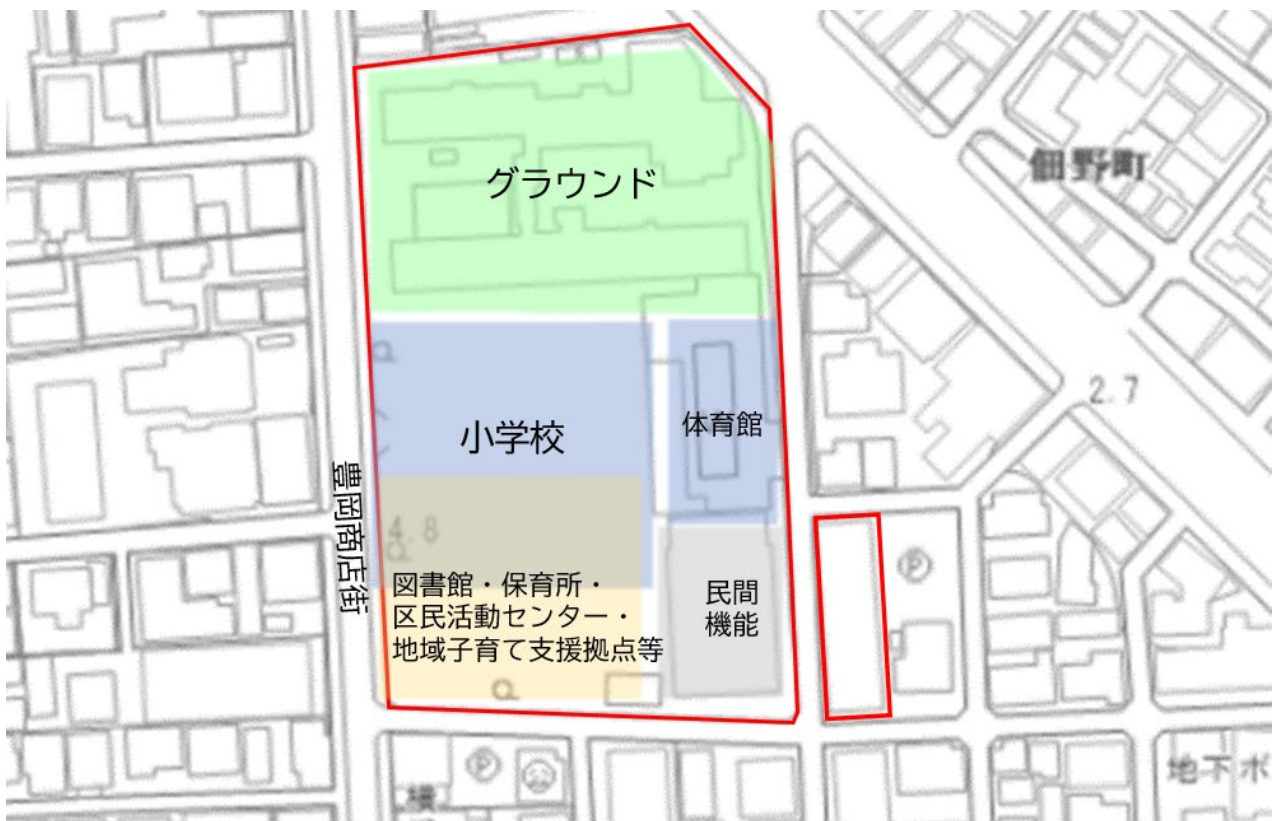 グラウンド
佃野町
2.7
小学校
体育館
豊岡商店街
4.8
図書館・保育所・
区民活動センター・
地域子育て支援拠点等
民間
機能
P
P
地下ボ
横